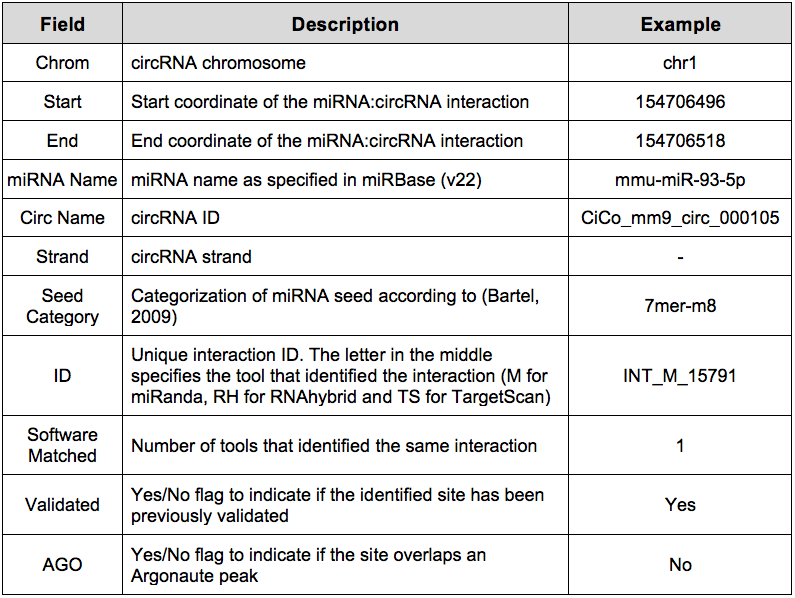 Field Description Example
Chrom circRNA chromosome chr1
Start Start coordinate of the miRNA:circRNA interaction 154706496
End End coordinate of the miRNA:circRNA interaction 154706518
miRNA Name miRNA name as specified in miRBase (v22) mmu-miR-93-5p
Circ Name circRNA ID CiCo_mm9_circ_000105
Strand circRNA strand -
Seed
Category
Categorization of miRNA seed according to (Bartel,
2009)
7mer-m8
ID
Unique interaction ID. The letter in the middle
specifies the tool that identified the interaction (M for
miRanda, RH for RNAhybrid and TS for TargetScan)
INT_M_15791
Software
Matched
Number of tools that identified the same interaction
1
Validated
Yes/No flag to indicate if the identified site has been
previously validated
Yes
AGO
Yes/No flag to indicate if the site overlaps an
Argonaute peak
No